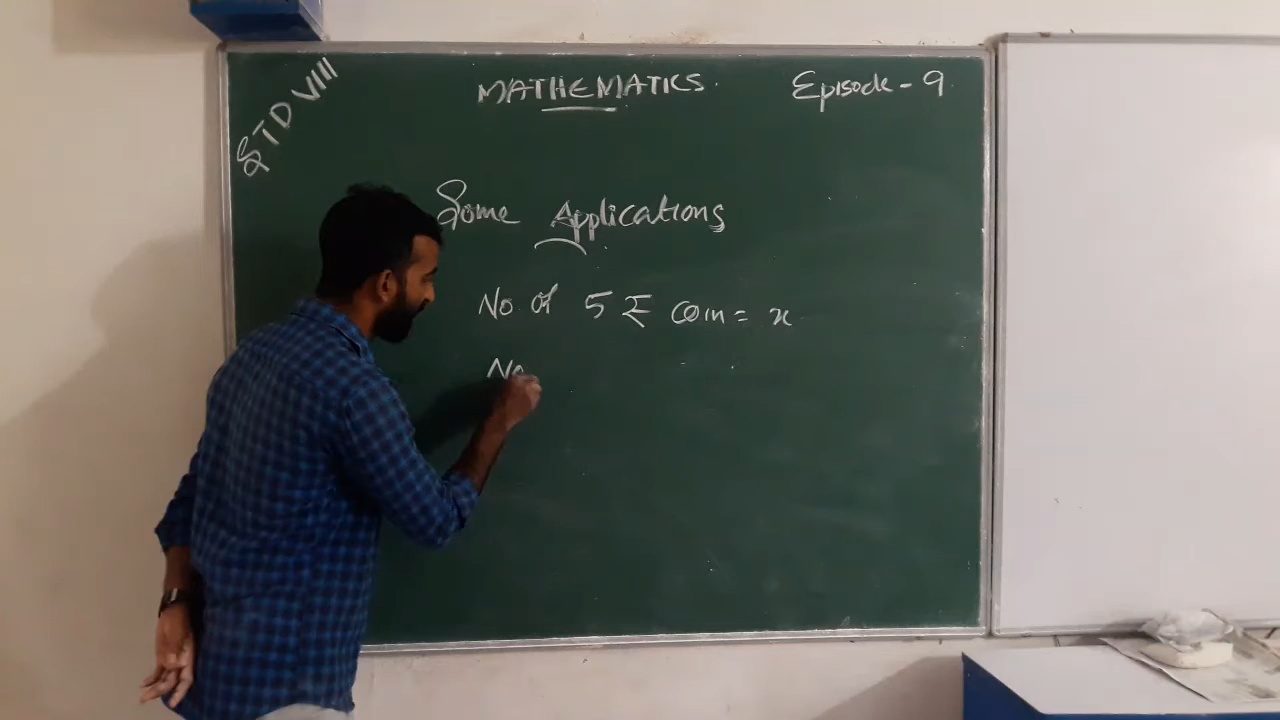 STD VIII
MATHEMATICS.
Episode - 9
Some Applications
No. of 5 ₹ coin = x
No